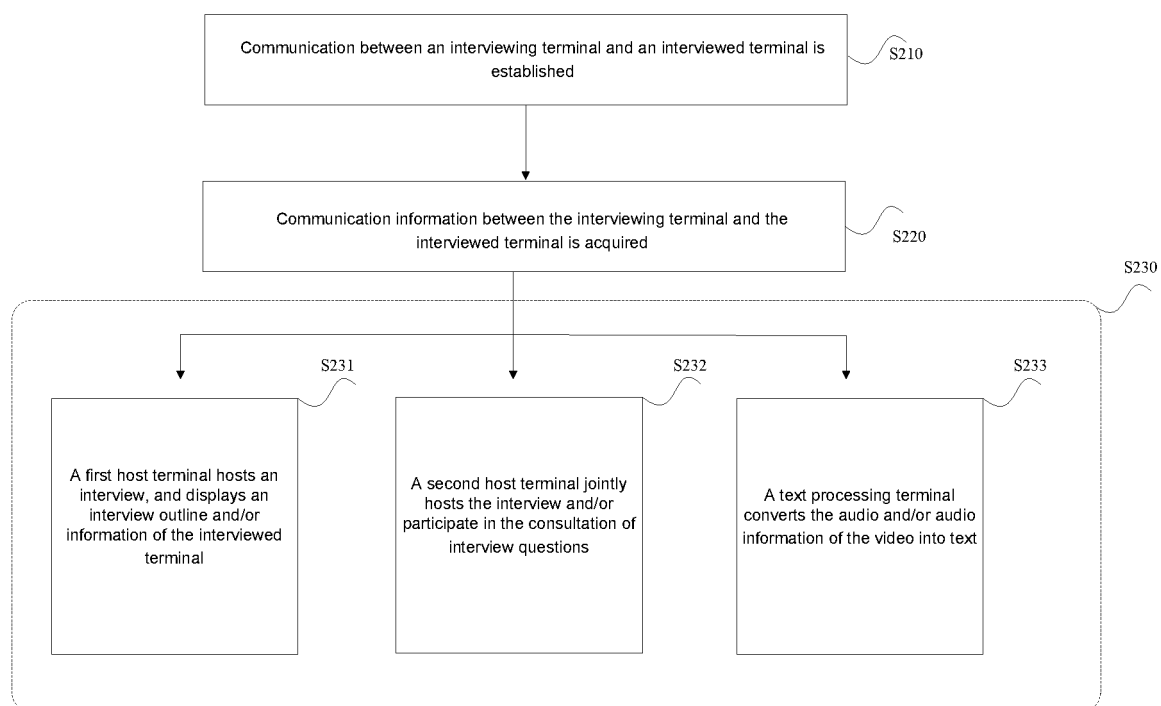 Communication between an interviewing terminal and an interviewed terminal is
established
S210
Communication information between the interviewing terminal and the
interviewed terminal is acquired
S220
S230
S231
A first host terminal hosts an
interview, and displays an
interview outline and/or
information of the interviewed
terminal
S232
A second host terminal jointly
hosts the interview and/or
participate in the consultation of
interview questions
S233
A text processing terminal
converts the audio and/or audio
information of the video into text